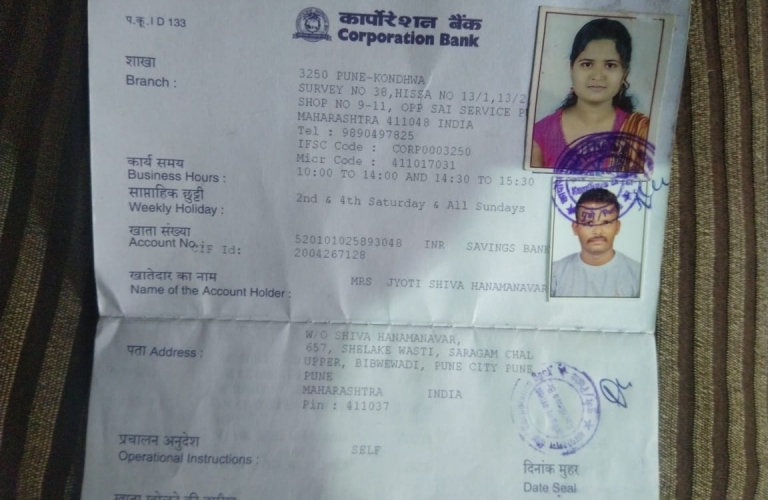 प.कू.I D 133
कार्पोरेशन बैंक
Corporation Bank
शाखा
Branch :
3250 PUNE-KONDHWA
SURVEY NO 38,HISSA NO 13/1,13/2
SHOP NO 9-11, OPP SAI SERVICE
MAHARASHTRA 411048 INDIA
Tel : 9890497825
IFSC Code : CORP0003250
Micr Code : 411017031
कार्य समय
Business Hours :
10:00 TO 14:00 AND 14:30 TO 15:30
साप्ताहिक छुट्टी
Weekly Holiday :
2nd & 4th Saturday & All Sundays
खाता संख्या
Account No.:
520101025893048 INR SAVINGS BANK
CIF Id:
2004267128
खातेदार का नाम
Name of the Account Holder :
MRS JYOTI SHIVA HANAMANAVAR
पता Address :
W/O SHIVA HANAMANAVAR,
657, SHELAKE WASTI, SARAGAM CHAL
UPPER, BIBWEWADI, PUNE CITY PUNE
PUNE
MAHARASHTRA INDIA
Pin : 411037
प्रचालन अनुदेश
Operational Instructions :
SELF
दिनांक मुहर
Date Seal